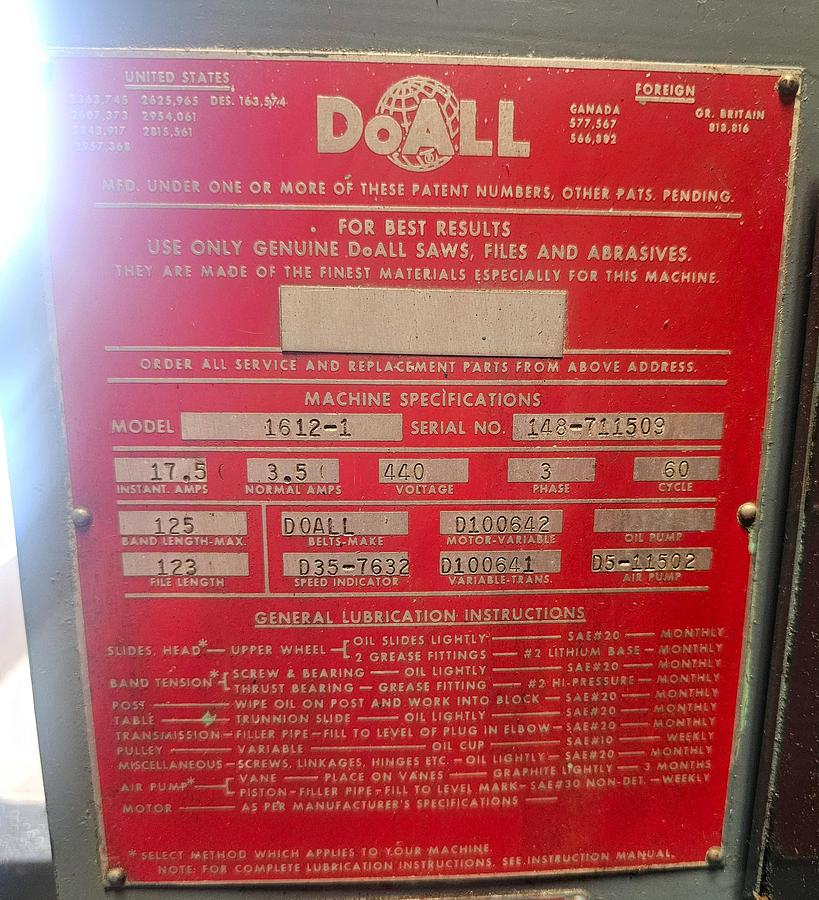 UNITED STATES
2625,965 DES. 163,574
2607,373 2954,061
2843,917 2815,561
2957,368
DoALL
FOREIGN
CANADA
577,567
566,882
GR. BRITAIN
813,816
MFD. UNDER ONE OR MORE OF THESE PATENT NUMBERS, OTHER PATS. PENDING.
FOR BEST RESULTS
USE ONLY GENUINE DoALL SAWS, FILES AND ABRASIVES.
THEY ARE MADE OF THE FINEST MATERIALS ESPECIALLY FOR THIS MACHINE.
ORDER ALL SERVICE AND REPLACEMENT PARTS FROM ABOVE ADDRESS.
MACHINE SPECIFICATIONS
MODEL 1612-1 SERIAL NO. 148-711509
17.5 3.5 440 3 60
INSTANT. AMPS NORMAL AMPS VOLTAGE PHASE CYCLE
125 DOALL D100642
BAND LENGTH-MAX. BELTS-MAKE MOTOR-VARIABLE OIL PUMP
123 D35-7632 D100641 D5-11502
FILE LENGTH SPEED INDICATOR VARIABLE-TRANS. AIR PUMP
GENERAL LUBRICATION INSTRUCTIONS
SLIDES, HEAD* — UPPER WHEEL — OIL SLIDES LIGHTLY — SAE#20 — MONTHLY
2 GREASE FITTINGS — #2 LITHIUM BASE — MONTHLY
BAND TENSION* SCREW & BEARING — OIL LIGHTLY — SAE#20 — MONTHLY
THRUST BEARING — GREASE FITTING — #2 HI-PRESSURE — MONTHLY
POST — WIPE OIL ON POST AND WORK INTO BLOCK — SAE#20 — MONTHLY
TABLE — TRUNNION SLIDE — OIL LIGHTLY — SAE#20 — MONTHLY
TRANSMISSION — FILLER PIPE — FILL TO LEVEL OF PLUG IN ELBOW — SAE#20 — MONTHLY
PULLEY — VARIABLE — OIL CUP — SAE#10 — WEEKLY
MISCELLANEOUS — SCREWS, LINKAGES, HINGES ETC. — OIL LIGHTLY — SAE#20 — MONTHLY
AIR PUMP* — VANE — PLACE ON VANES — GRAPHITE LIGHTLY — 3 MONTHS
PISTON — FILLER PIPE — FILL TO LEVEL MARK — SAE#30 NON-DET. — WEEKLY
MOTOR — AS PER MANUFACTURER'S SPECIFICATIONS —
* SELECT METHOD WHICH APPLIES TO YOUR MACHINE
NOTE: FOR COMPLETE LUBRICATION INSTRUCTIONS, SEE INSTRUCTION MANUAL.